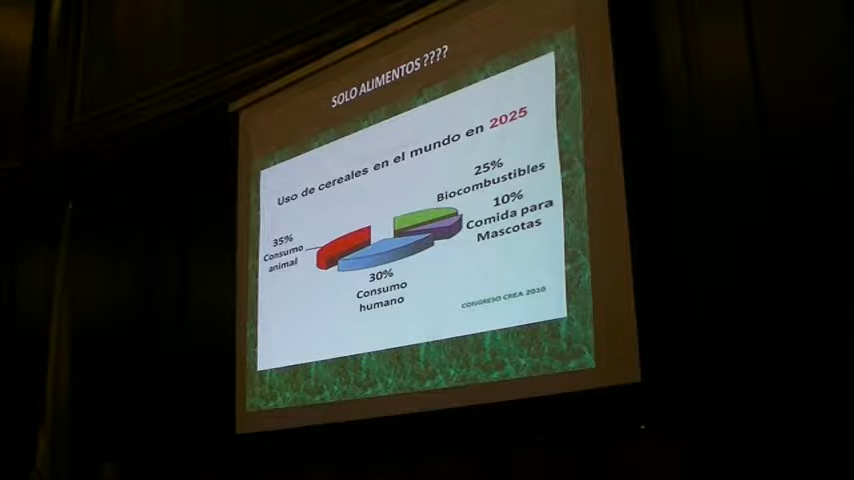 SOLO ALIMENTOS ????
Uso de cereales en el mundo en 2025
25%
Biocombustibles
10%
Comida para
Mascotas
35%
Consumo
animal
30%
Consumo
humano
CONGRESO CREA 2010